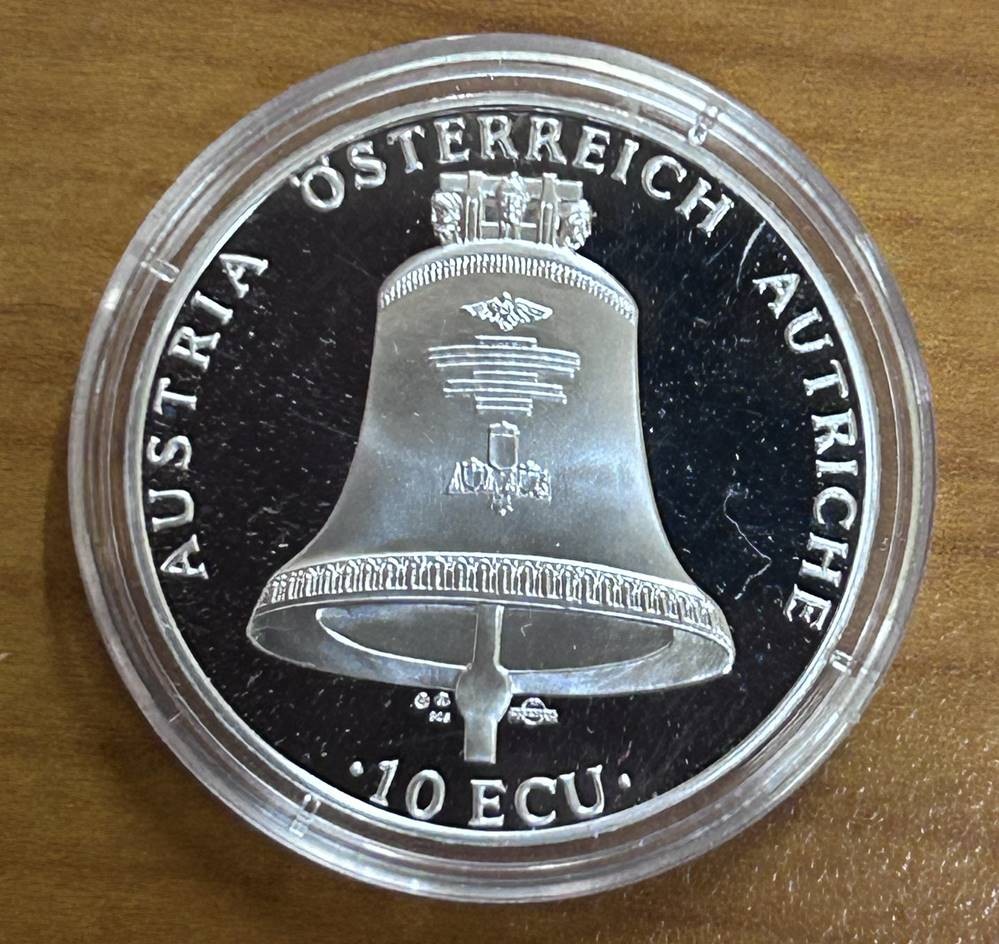 AUSTRIA
ÖSTERREICH
AUTRICHE
·10 ECU·